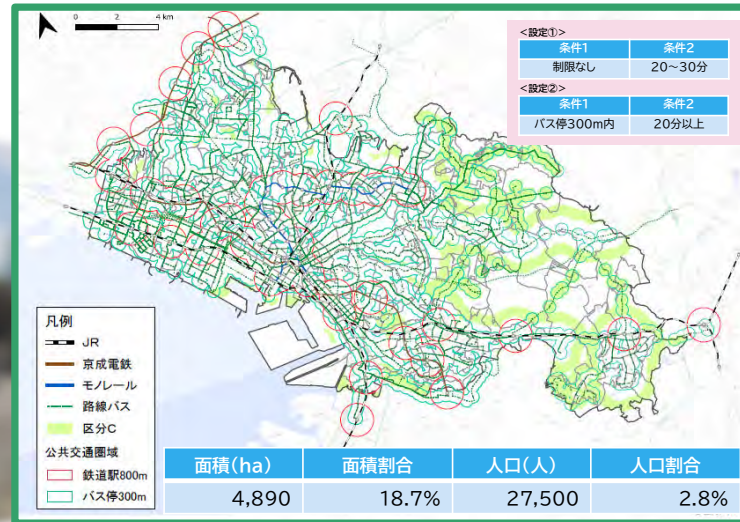 0 2 4 km
<設定①>
条件1 条件2
制限なし 20～30分
<設定②>
条件1 条件2
バス停300m内 20分以上
凡例
JR
京成電鉄
モノレール
路線バス
区分C
公共交通圏域
鉄道駅800m
バス停300m
面積(ha) 面積割合 人口(人) 人口割合
4,890 18.7% 27,500 2.8%